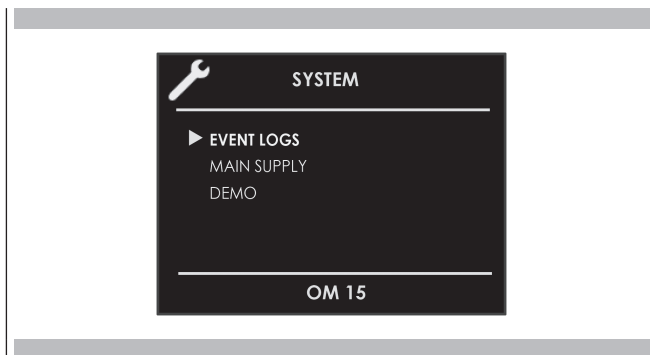 SYSTEM
EVENT LOGS
MAIN SUPPLY
DEMO
OM 15